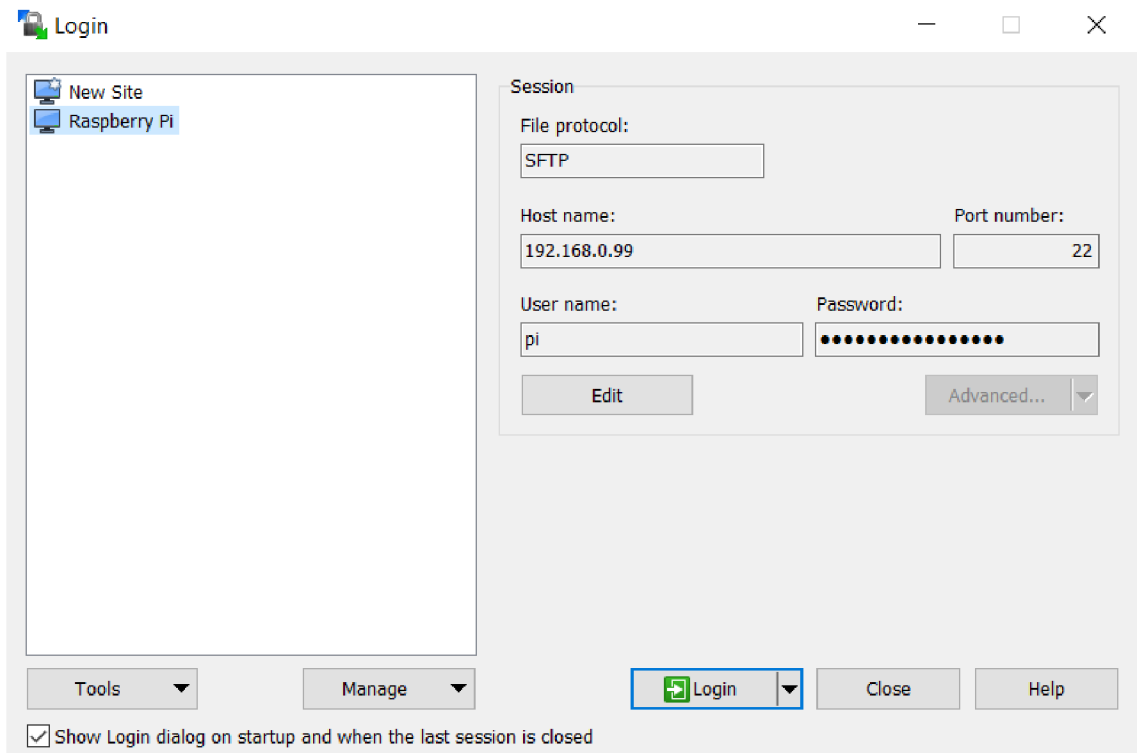 Login
New Site
Raspberry Pi
Session
File protocol:
SFTP
Host name:
Port number:
192.168.0.99
22
User name:
Password:
pi
●●●●●●●●●●●●●●●●
Edit
Advanced...
Tools
Manage
Login
Close
Help
Show Login dialog on startup and when the last session is closed